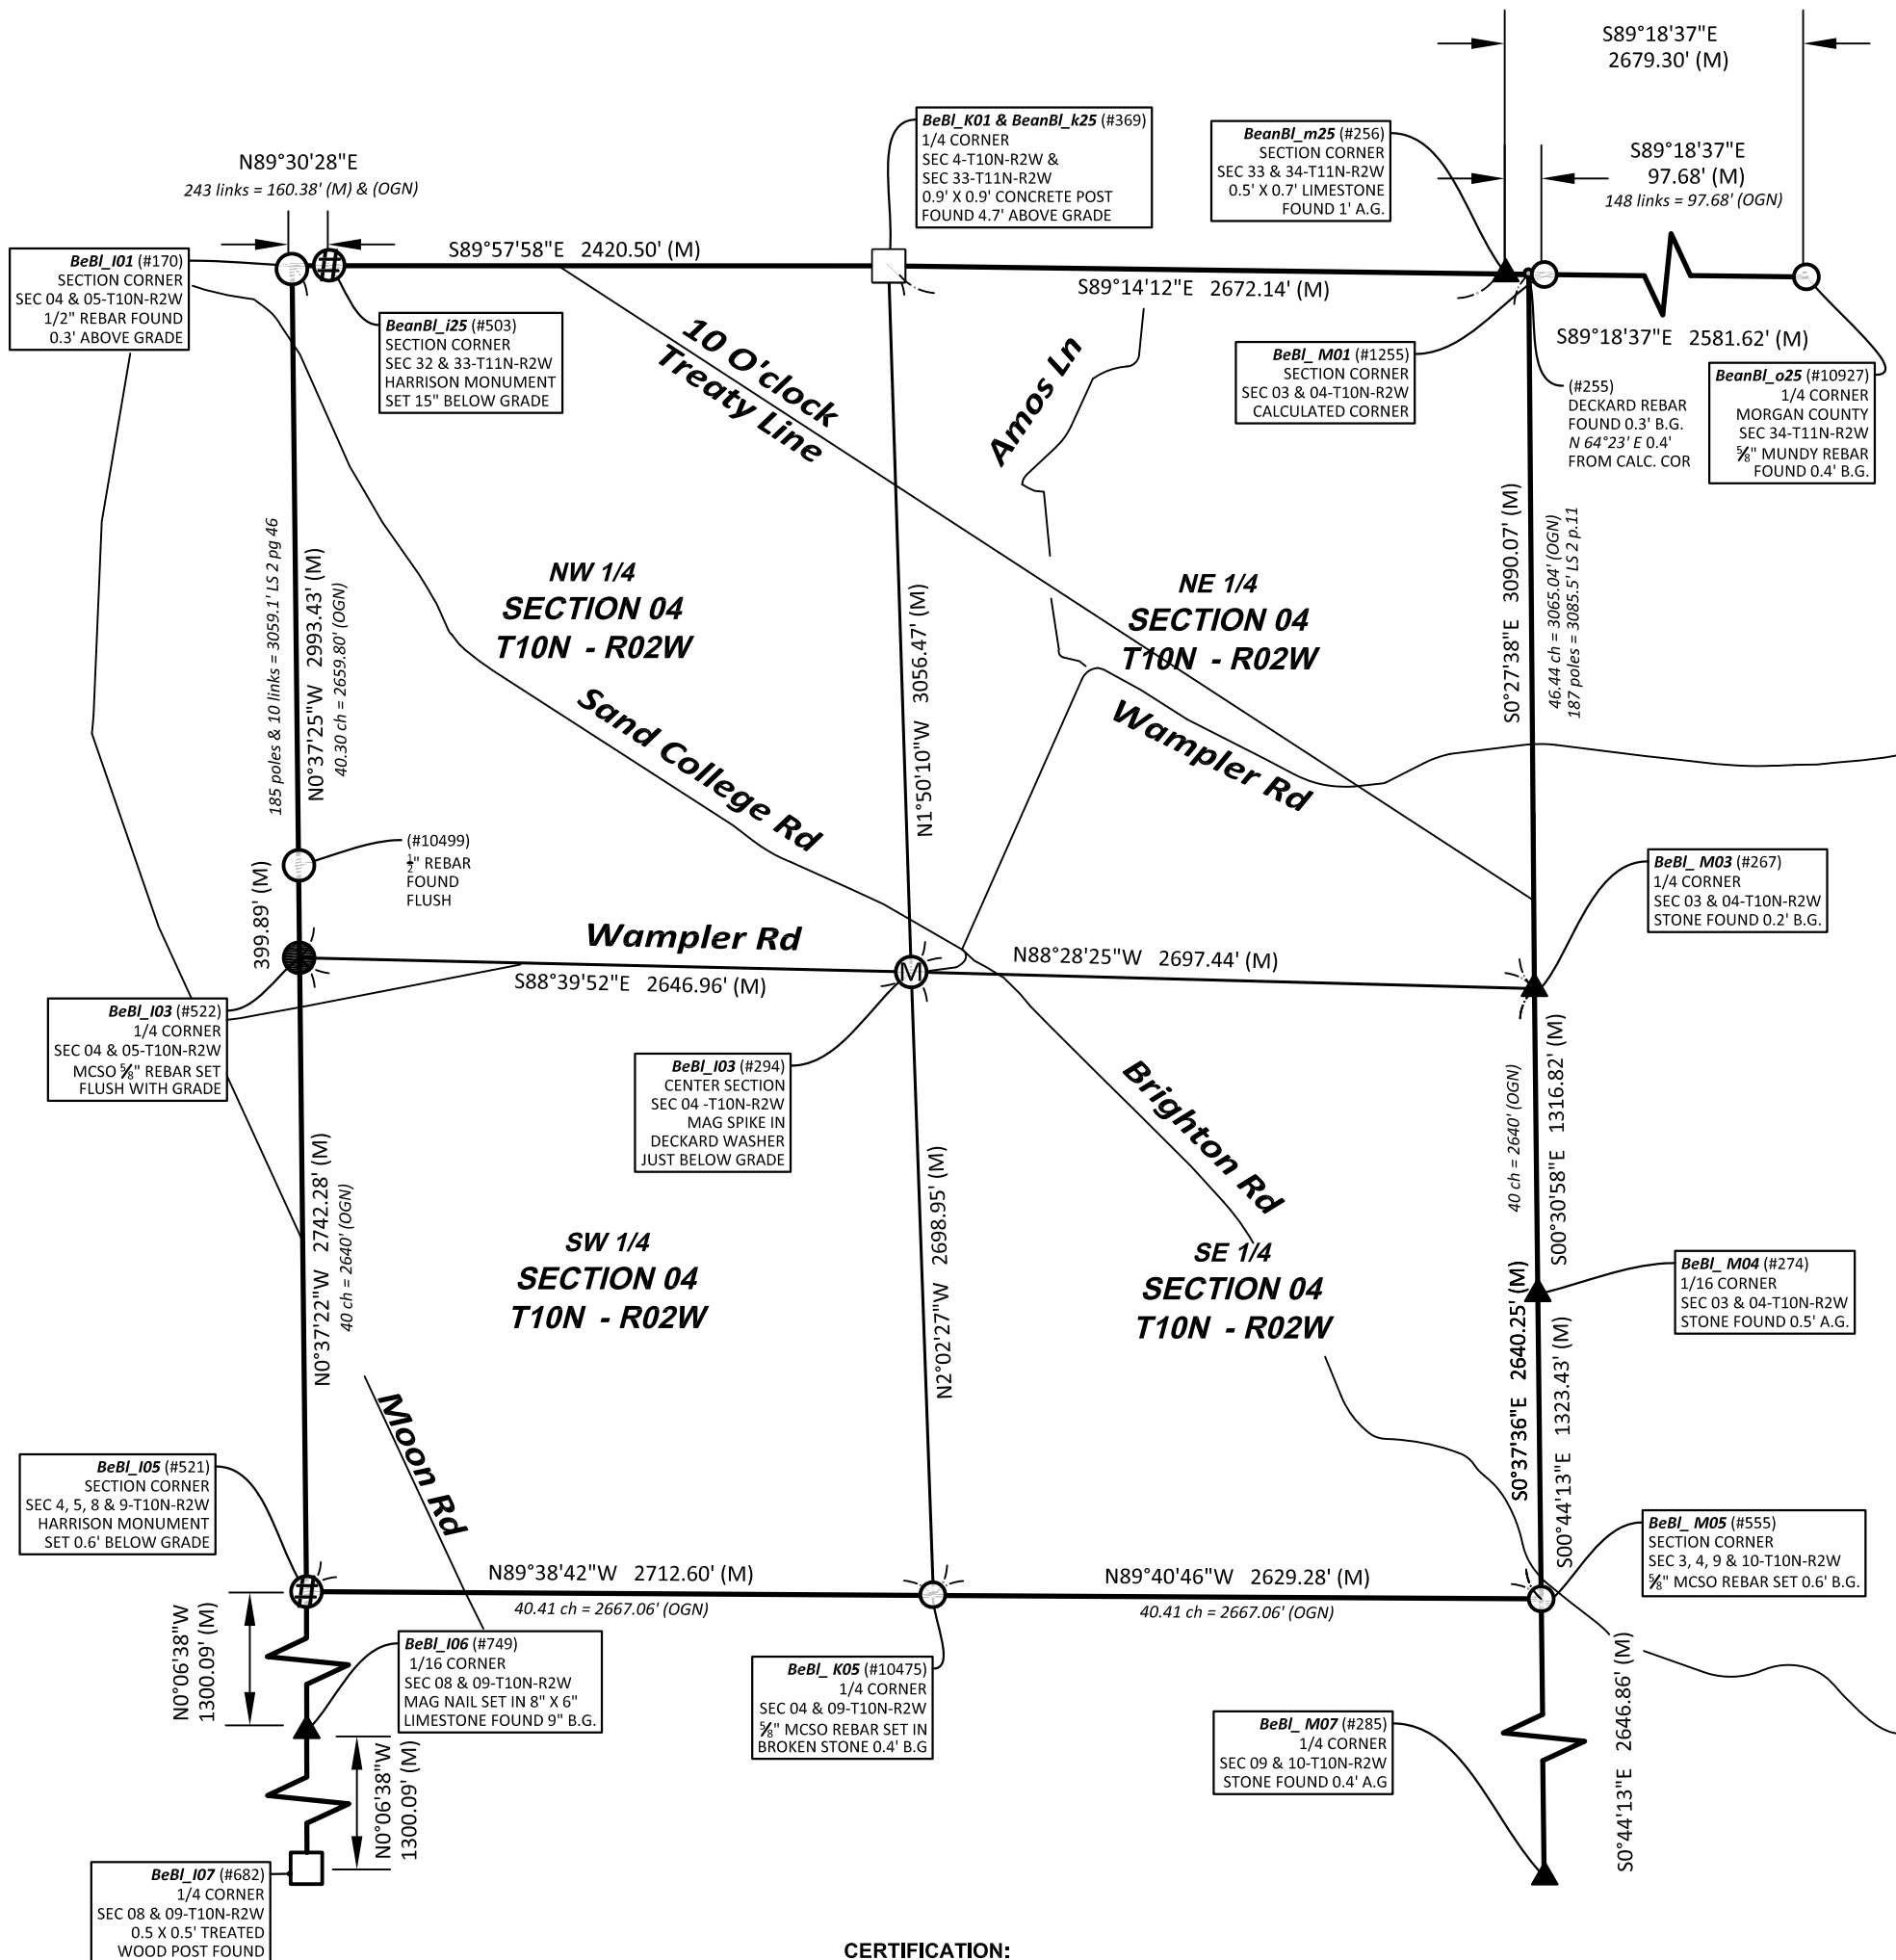 S89°18'37"E
2679.30' (M)
N89°30'28"E
243 links = 160.38' (M) & (OGN)
BeBl_K01 & BeanBl_k25 (#369)
1/4 CORNER
SEC 4-T10N-R2W &
SEC 33-T11N-R2W
0.9' X 0.9' CONCRETE POST
FOUND 4.7' ABOVE GRADE
BeanBl_m25 (#256)
SECTION CORNER
SEC 33 & 34-T11N-R2W
0.5' X 0.7' LIMESTONE
FOUND 1' A.G.
S89°18'37"E
97.68' (M)
148 links = 97.68' (OGN)
BeBl_I01 (#170)
SECTION CORNER
SEC 04 & 05-T10N-R2W
1/2" REBAR FOUND
0.3' ABOVE GRADE
S89°57'58"E 2420.50' (M)
S89°14'12"E 2672.14' (M)
BeanBl_i25 (#503)
SECTION CORNER
SEC 32 & 33-T11N-R2W
HARRISON MONUMENT
SET 15" BELOW GRADE
10 O'clock
Treaty Line
Amos Ln
BeBl_ M01 (#1255)
SECTION CORNER
SEC 03 & 04-T10N-R2W
CALCULATED CORNER
S89°18'37"E 2581.62' (M)
(#255)
DECKARD REBAR
FOUND 0.3' B.G.
N 64°23' E 0.4'
FROM CALC. COR
BeanBl_o25 (#10927)
1/4 CORNER
MORGAN COUNTY
SEC 34-T11N-R2W
5/8" MUNDY REBAR
FOUND 0.4' B.G.
185 poles & 10 links = 3059.1' LS 2 pg 46
N0°37'25"W 2993.43' (M)
40.30 ch = 2659.80' (OGN)
NW 1/4
SECTION 04
T10N - R02W
N1°50'10"W 3056.47' (M)
NE 1/4
SECTION 04
T10N - R02W
S0°27'38"E 3090.07' (M)
46.44 ch = 3065.04' (OGN)
187 poles = 3085.5' LS 2 p.11
Sand College Rd
Wampler Rd
(#10499)
1/2" REBAR
FOUND
FLUSH
399.89' (M)
BeBl_ M03 (#267)
1/4 CORNER
SEC 03 & 04-T10N-R2W
STONE FOUND 0.2' B.G.
Wampler Rd
S88°39'52"E 2646.96' (M)
M
N88°28'25"W 2697.44' (M)
BeBl_I03 (#522)
1/4 CORNER
SEC 04 & 05-T10N-R2W
MCSO 5/8" REBAR SET
FLUSH WITH GRADE
BeBl_I03 (#294)
CENTER SECTION
SEC 04 -T10N-R2W
MAG SPIKE IN
DECKARD WASHER
JUST BELOW GRADE
Brighton Rd
40 ch = 2640' (OGN)
S00°30'58"E 1316.82' (M)
N0°37'22"W 2742.28' (M)
40 ch = 2640' (OGN)
SW 1/4
SECTION 04
T10N - R02W
N2°02'27"W 2698.95' (M)
SE 1/4
SECTION 04
T10N - R02W
BeBl_ M04 (#274)
1/16 CORNER
SEC 03 & 04-T10N-R2W
STONE FOUND 0.5' A.G.
S0°37'36"E 2640.25' (M)
S00°44'13"E 1323.43' (M)
Moon Rd
BeBl_I05 (#521)
SECTION CORNER
SEC 4, 5, 8 & 9-T10N-R2W
HARRISON MONUMENT
SET 0.6' BELOW GRADE
BeBl_ M05 (#555)
SECTION CORNER
SEC 3, 4, 9 & 10-T10N-R2W
5/8" MCSO REBAR SET 0.6' B.G.
N89°38'42"W 2712.60' (M)
40.41 ch = 2667.06' (OGN)
N89°40'46"W 2629.28' (M)
40.41 ch = 2667.06' (OGN)
N0°06'38"W
1300.09' (M)
BeBl_I06 (#749)
1/16 CORNER
SEC 08 & 09-T10N-R2W
MAG NAIL SET IN 8" X 6"
LIMESTONE FOUND 9" B.G.
BeBl_ K05 (#10475)
1/4 CORNER
SEC 04 & 09-T10N-R2W
5/8" MCSO REBAR SET IN
BROKEN STONE 0.4' B.G
BeBl_ M07 (#285)
1/4 CORNER
SEC 09 & 10-T10N-R2W
STONE FOUND 0.4' A.G
S0°44'13"E 2646.86' (M)
N0°06'38"W
1300.09' (M)
BeBl_I07 (#682)
1/4 CORNER
SEC 08 & 09-T10N-R2W
0.5 X 0.5' TREATED
WOOD POST FOUND
CERTIFICATION: